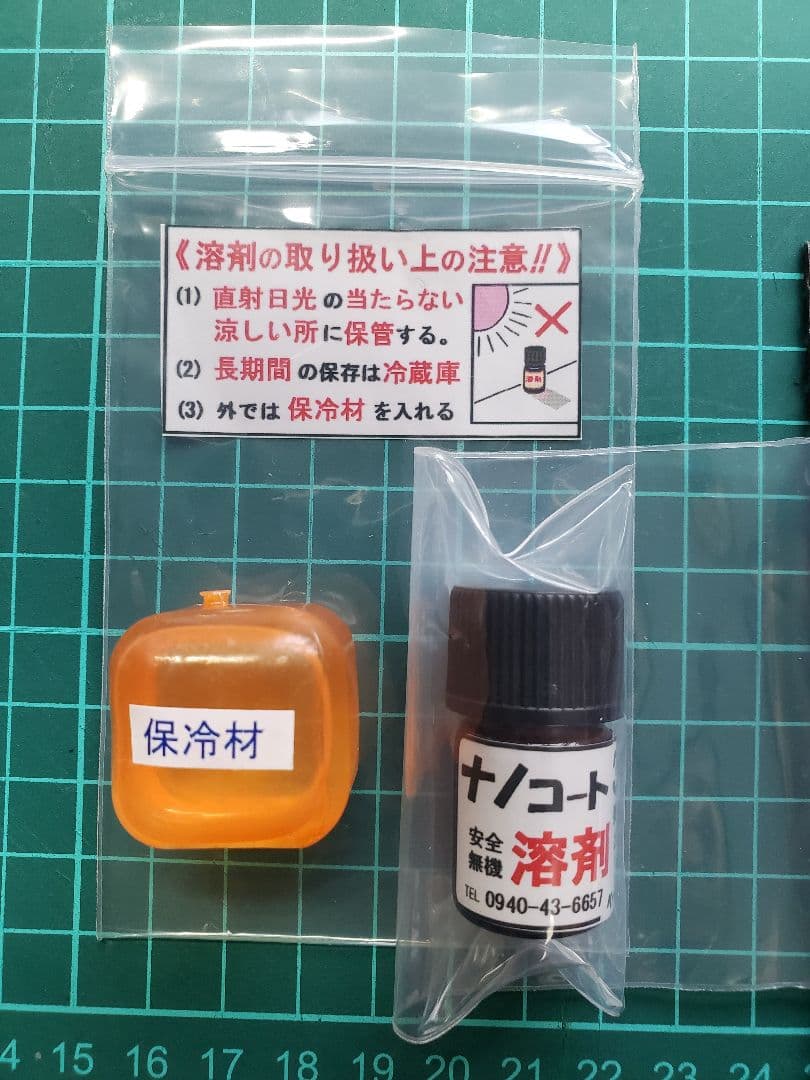 《溶剤の取り扱い上の注意!!》
(1) 直射日光の当たらない
涼しい所に保管する。
(2) 長期間の保存は冷蔵庫
(3) 外では保冷材を入れる
溶剤
保冷材
ナノコート
安全
無機
溶剤
TEL 0940-43-6657
15 16 17 18 19 20 21 22 23 24